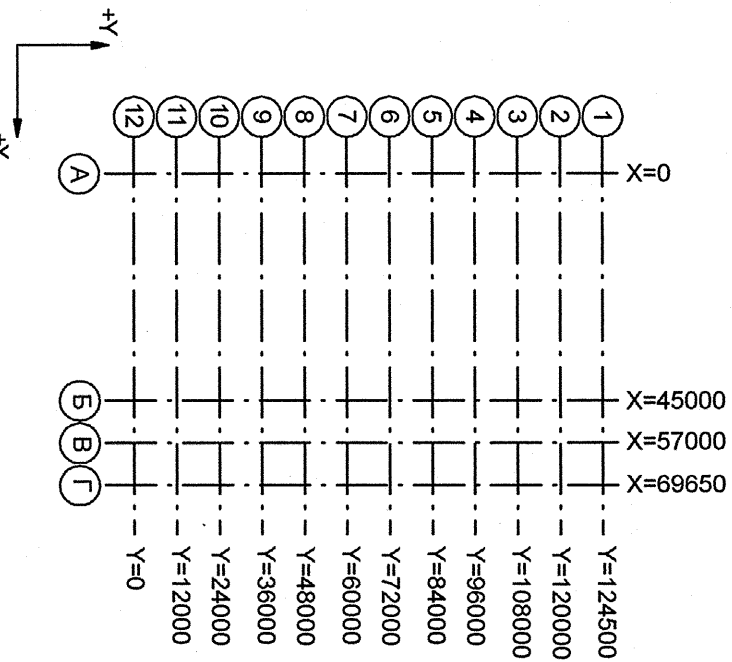 +Y
+X
12
11
10
9
8
7
6
5
4
3
2
1
А
X=0
Б
X=45000
В
X=57000
Г
X=69650
Y=0
Y=12000
Y=24000
Y=36000
Y=48000
Y=60000
Y=72000
Y=84000
Y=96000
Y=108000
Y=120000
Y=124500